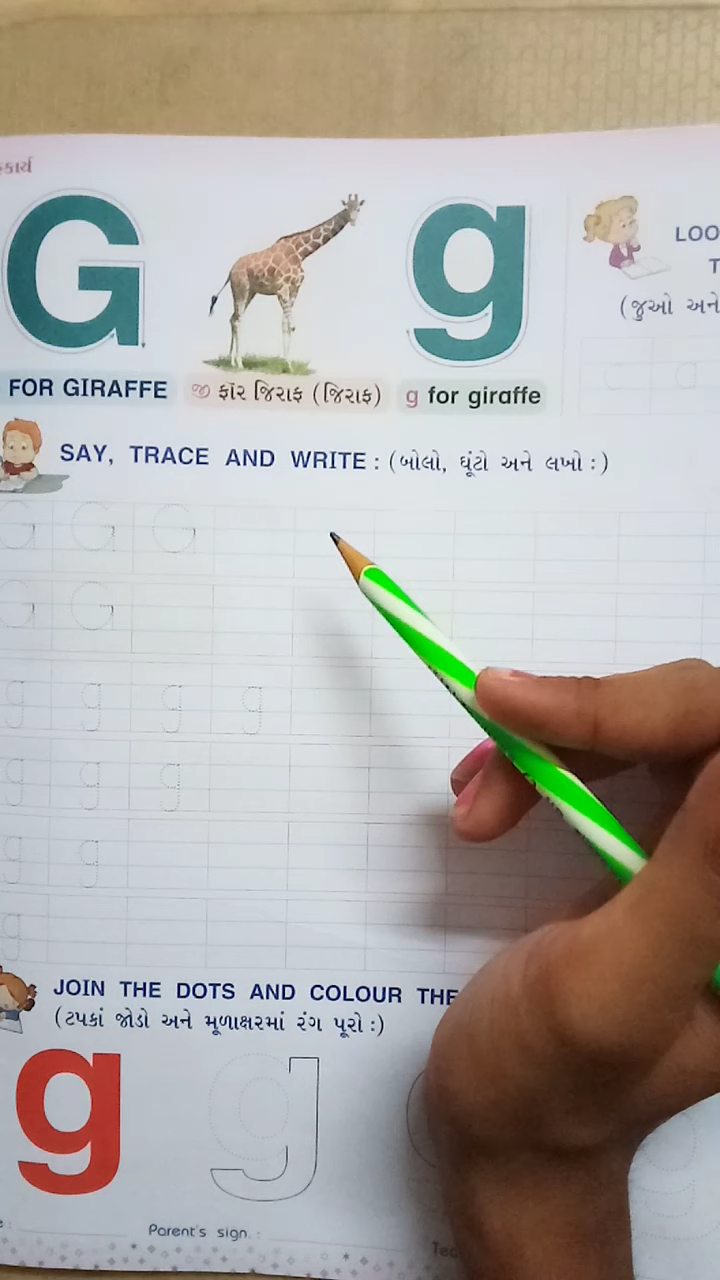 G g
LOO
T
(જુઓ અને
FOR GIRAFFE જી ફૉર જિરાફ (જિરાફ) g for giraffe
SAY, TRACE AND WRITE : (બોલો, ઘૂંટો અને લખો :)
G G G
G G
g g g g
g g g
g g
g
JOIN THE DOTS AND COLOUR THE
(ટપકાં જોડો અને મૂળાક્ષરમાં રંગ પૂરો :)
g g
Parent's sign. :